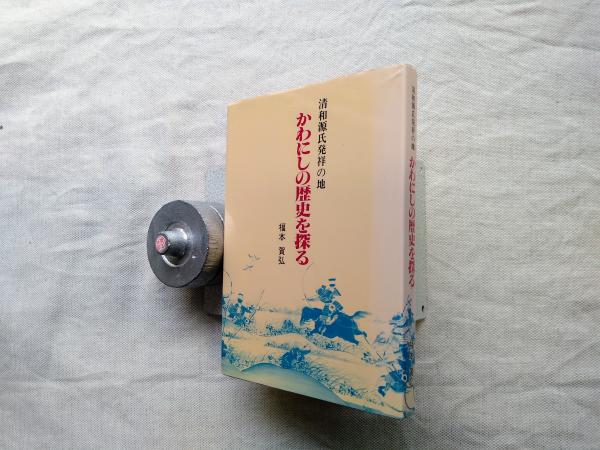 清和源氏発祥の地
かわにしの歴史を探る
福本 賀弘
清和源氏発祥の地
かわにしの歴史を探る